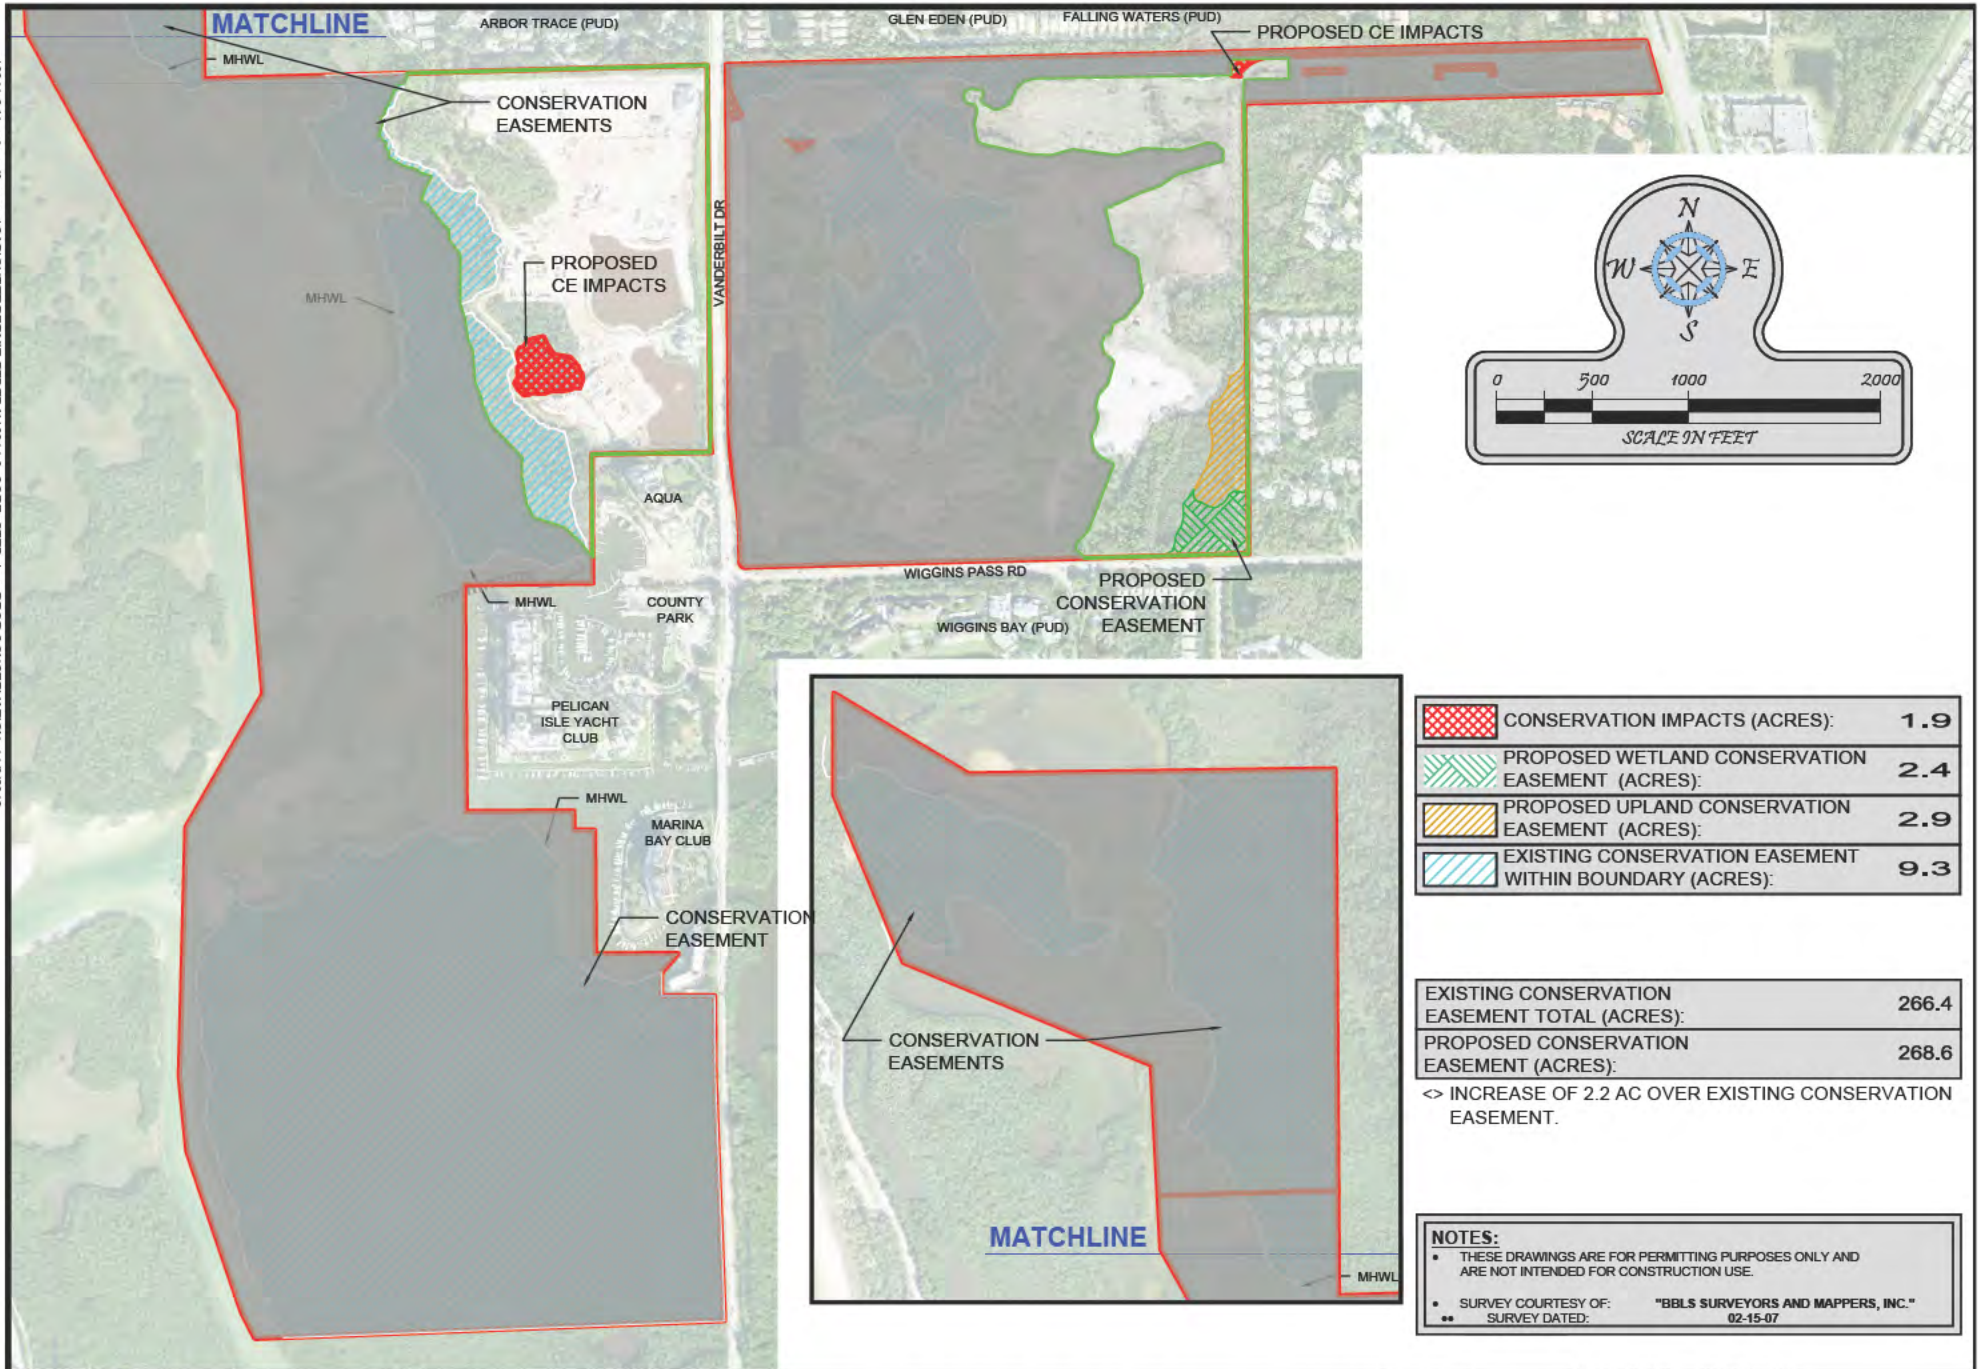 MATCHLINE
ARBOR TRACE (PUD)
GLEN EDEN (PUD)
FALLING WATERS (PUD)
PROPOSED CE IMPACTS
MHWL
CONSERVATION
EASEMENTS
VANDERBILT DR
PROPOSED
CE IMPACTS
MHWL
N
W
E
S
0
500
1000
2000
SCALE IN FEET
AQUA
WIGGINS PASS RD
PROPOSED
CONSERVATION
EASEMENT
MHWL
COUNTY
PARK
WIGGINS BAY (PUD)
PELICAN
ISLE YACHT
CLUB
MHWL
MARINA
BAY CLUB
CONSERVATION
EASEMENT
CONSERVATION
EASEMENTS
MATCHLINE
MHWL
CONSERVATION IMPACTS (ACRES): 1.9
PROPOSED WETLAND CONSERVATION
EASEMENT (ACRES): 2.4
PROPOSED UPLAND CONSERVATION
EASEMENT (ACRES): 2.9
EXISTING CONSERVATION EASEMENT
WITHIN BOUNDARY (ACRES): 9.3
EXISTING CONSERVATION
EASEMENT TOTAL (ACRES): 266.4
PROPOSED CONSERVATION
EASEMENT (ACRES): 268.6
<> INCREASE OF 2.2 AC OVER EXISTING CONSERVATION
EASEMENT.
NOTES:
• THESE DRAWINGS ARE FOR PERMITTING PURPOSES ONLY AND
ARE NOT INTENDED FOR CONSTRUCTION USE.
• SURVEY COURTESY OF: "BBLS SURVEYORS AND MAPPERS, INC."
•• SURVEY DATED: 02-15-07